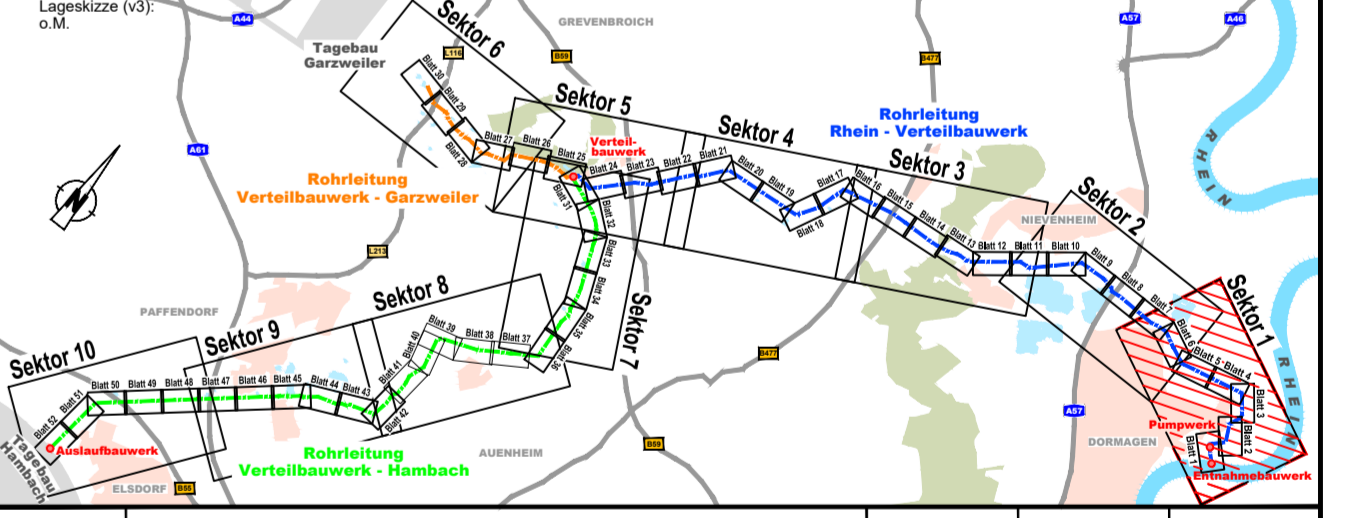 Lageskizze (v3):
o.M.
A44
Tagebau
Garzweiler
Sektor 6
L116
GREVENBROICH
B59
B477
A57
A46
A61
Sektor 5
Sektor 4
Sektor 3
Rohrleitung
Rhein - Verteilbauwerk
RHEIN
Blatt 30
Blatt 29
Blatt 28
Blatt 27
Blatt 26
Blatt 25
Verteil-
bauwerk
Blatt 24
Blatt 23
Blatt 22
Blatt 21
Blatt 20
Blatt 19
Blatt 18
Blatt 17
Blatt 16
Blatt 15
Blatt 14
Blatt 13
Blatt 12
Blatt 11
Blatt 10
Blatt 9
Blatt 8
Blatt 7
Blatt 6
Blatt 5
Blatt 4
Blatt 3
Blatt 2
Blatt 1
NIEVENHEIM
Sektor 2
Sektor 1
RHEIN
N
Rohrleitung
Verteilbauwerk - Garzweiler
L213
Blatt 31
Blatt 32
Blatt 33
Blatt 34
Blatt 35
Blatt 36
Sektor 7
Sektor 8
PAFFENDORF
Sektor 9
Sektor 10
Blatt 37
Blatt 38
Blatt 39
Blatt 40
Blatt 41
Blatt 42
Blatt 43
Blatt 44
Blatt 45
Blatt 46
Blatt 47
Blatt 48
Blatt 49
Blatt 50
Blatt 51
Blatt 52
B477
A57
DORMAGEN
Pumpwerk
Entnahmebauwerk
Auslaufbauwerk
Tagebau
Hambach
ELSDORF
B55
Rohrleitung
Verteilbauwerk - Hambach
AUENHEIM
B59